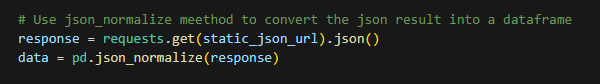 # Use json_normalize meethod to convert the json result into a dataframe
response = requests.get(static_json_url).json()
data = pd.json_normalize(response)